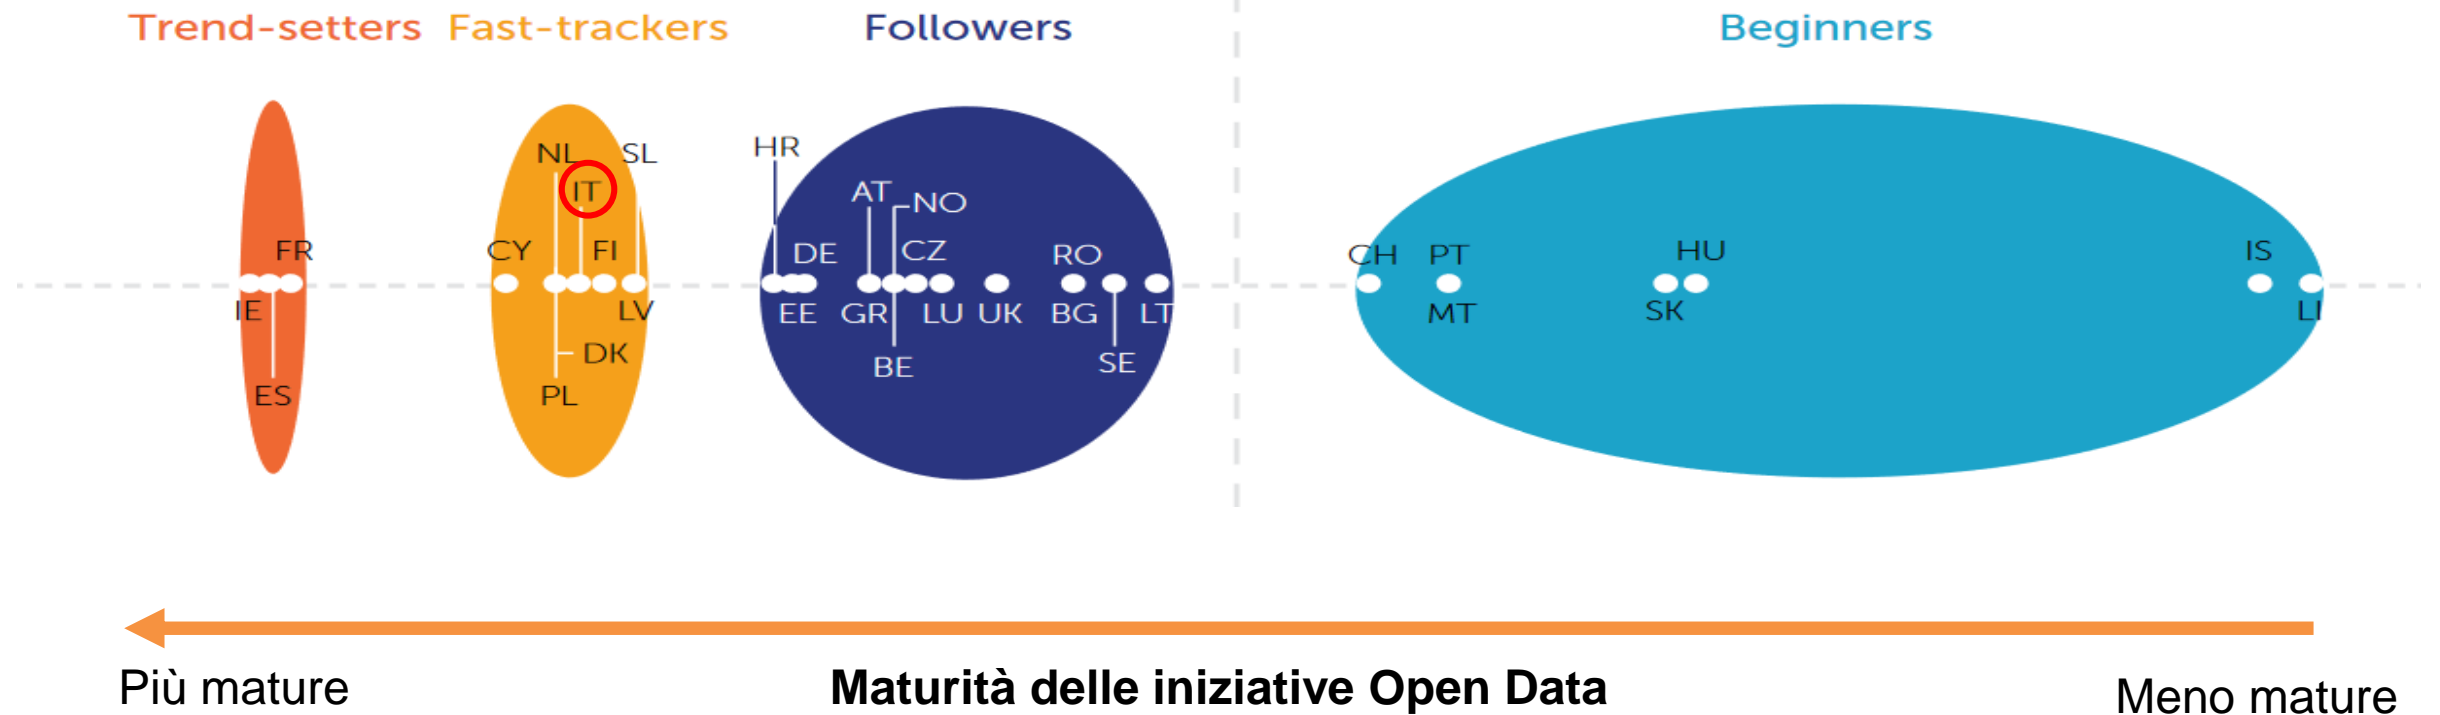 Trend-setters Fast-trackers Followers Beginners
HR
NL SL
IT
AT
NO
FR CY FI DE CZ RO CH PT HU IS
IE LV EE GR LU UK BG LT MT SK LI
DK
BE SE
ES PL
Più mature Maturità delle iniziative Open Data Meno mature